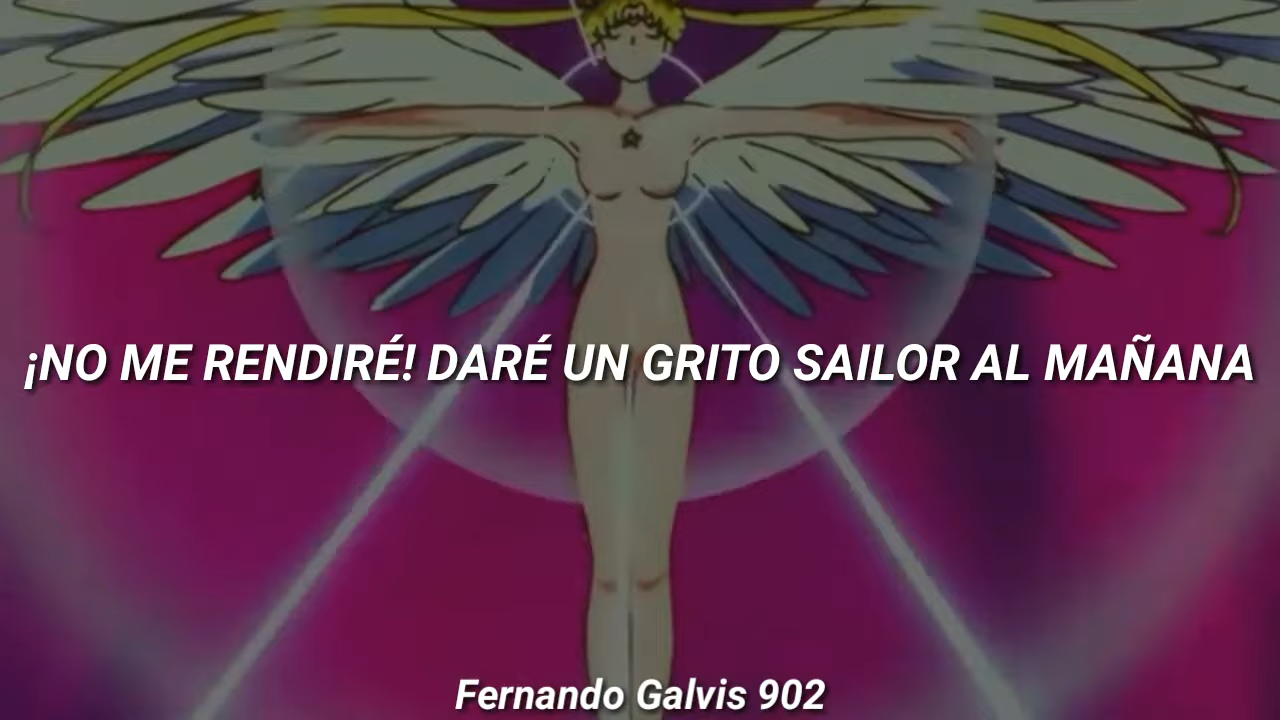 ¡NO ME RENDIRÉ! DARÉ UN GRITO SAILOR AL MAÑANA
Fernando Galvis 902